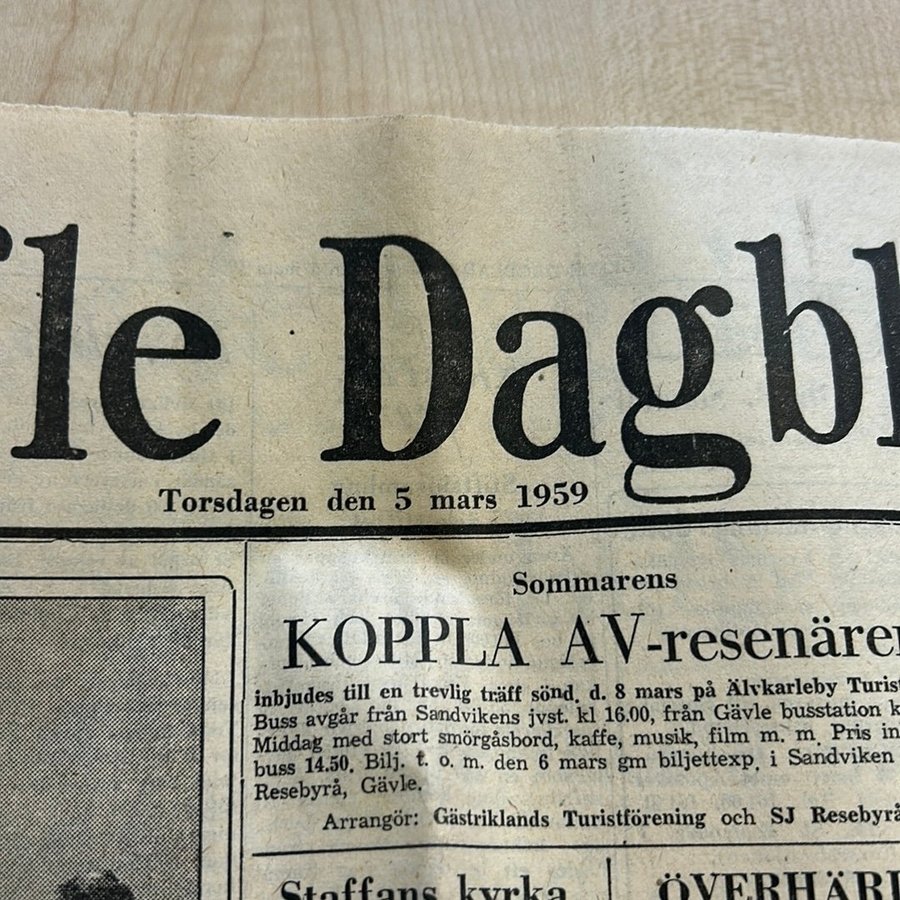 le Dagbl
Torsdagen den 5 mars 1959
Sommarens
KOPPLA AV-resenärer
inbjudes till en trevlig träff sönd. d. 8 mars på Älvkarleby Turist
Buss avgår från Sandvikens jvst. kl 16.00, från Gävle busstation k
Middag med stort smörgåsbord, kaffe, musik, film m. m. Pris in
buss 14.50. Bilj. t. o. m. den 6 mars gm biljettexp. i Sandviken
Resebyrå, Gävle.
Arrangör: Gästriklands Turistförening och SJ Resebyrå
Staffans kyrka
ÖVERHÄRD